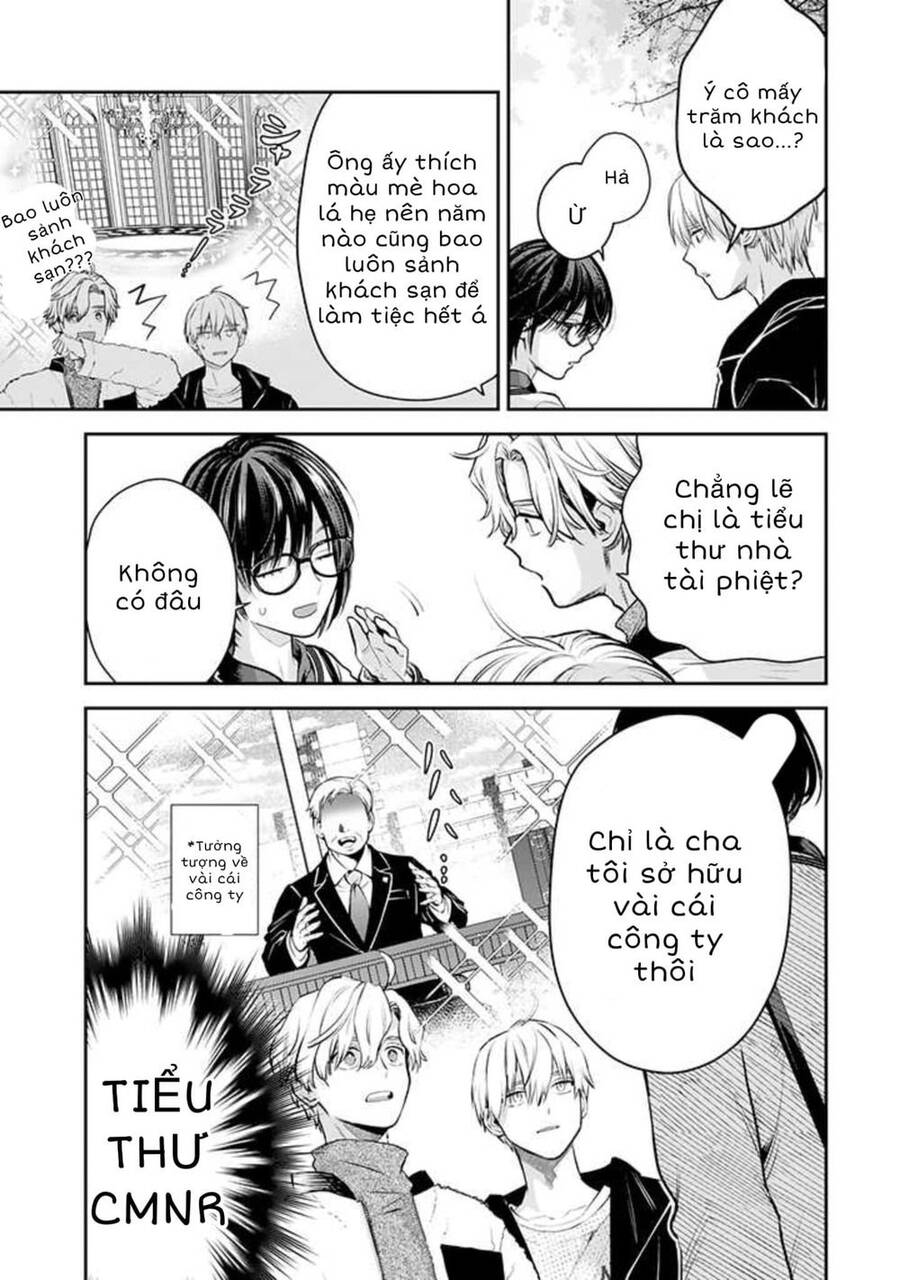 Ý cô mấy
trăm khách
là sao...?
Hả
Ừ
Ông ấy thích
màu mè hoa
lá hẹ nên năm
nào cũng bao
luôn sảnh
khách sạn để
làm tiệc hết á
Bao luôn
sảnh
khách
sạn???
Chẳng lẽ
chị là tiểu
thư nhà
tài phiệt?
Không
có đâu
Chỉ là cha
tôi sở hữu
vài cái
công ty
thôi
*Tưởng
tượng về
vài cái
công ty
TIỂU
THƯ
CMNR